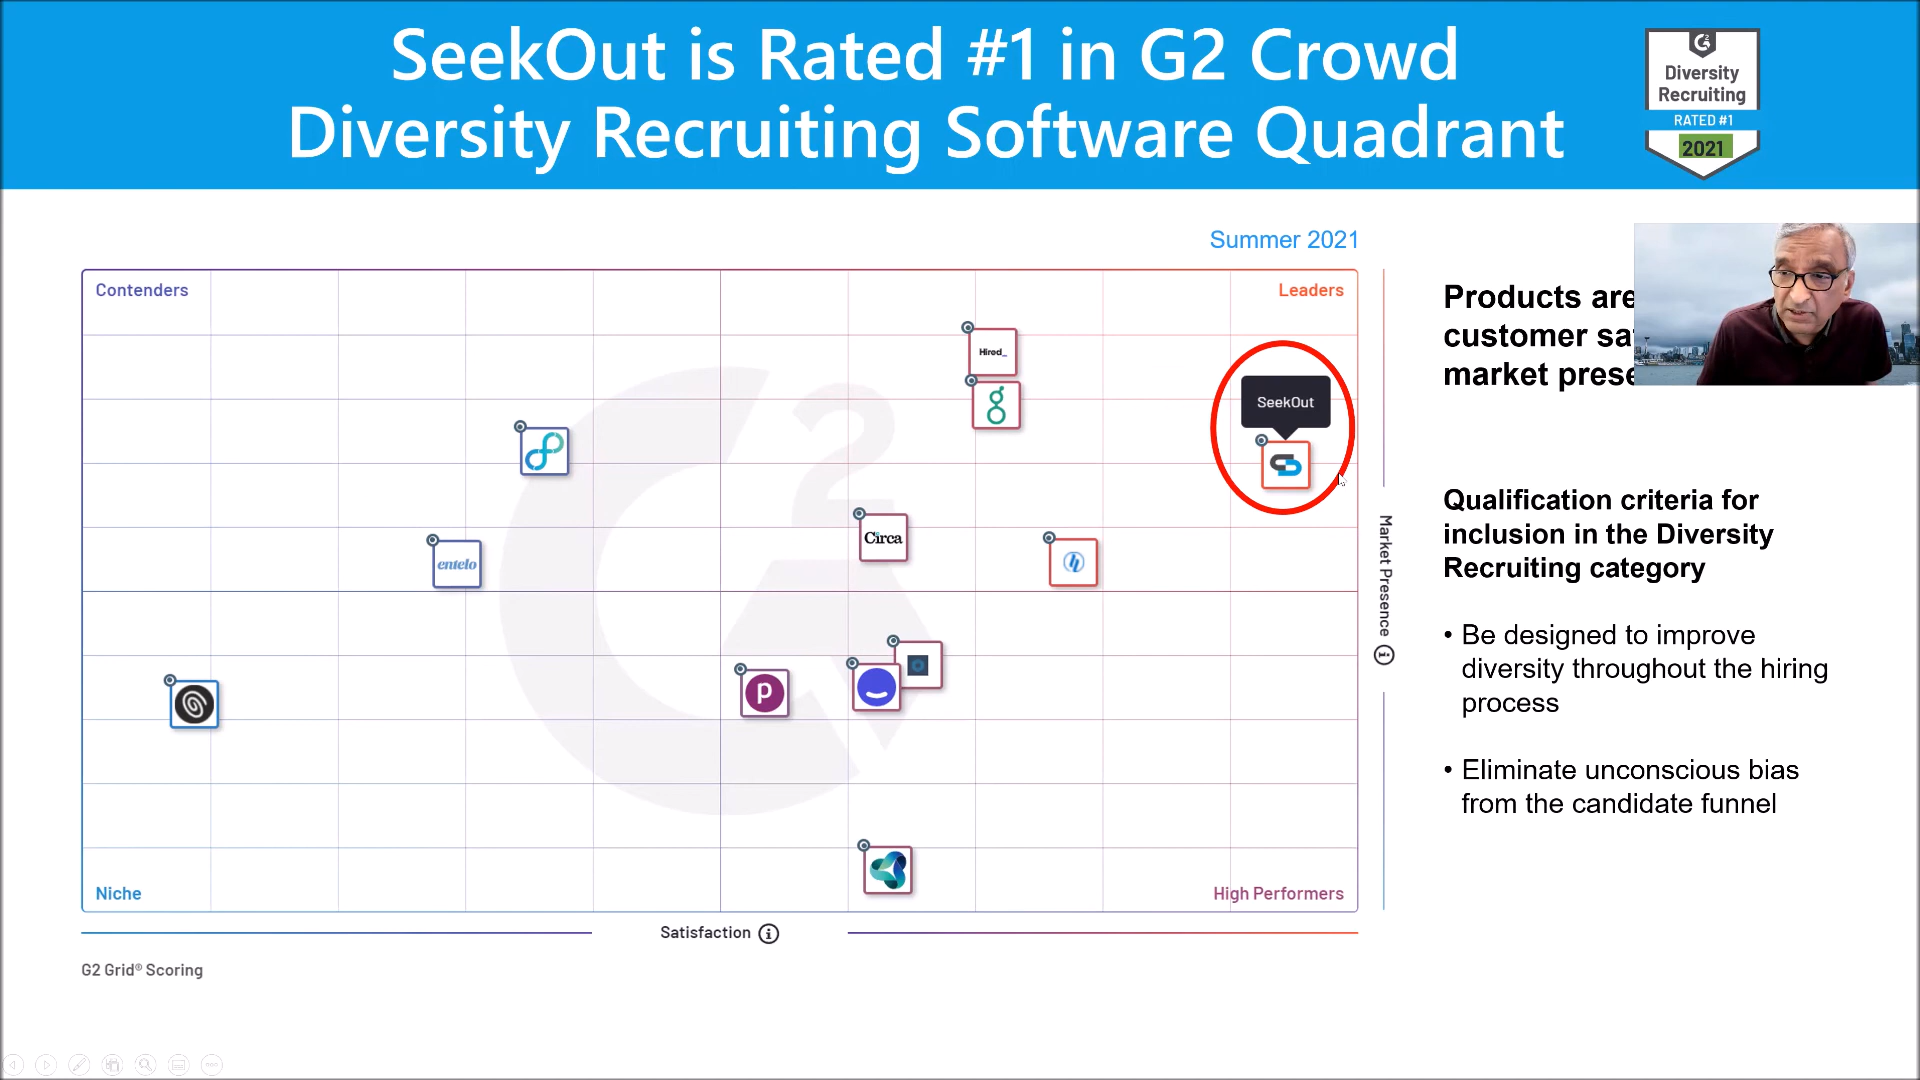 SeekOut is Rated #1 in G2 Crowd
Diversity Recruiting Software Quadrant
Diversity
Recruiting
RATED #1
2021
Summer 2021
Contenders
Leaders
Hired_
SeekOut
Circa
entelo
Niche
High Performers
Satisfaction
Market Presence
G2 Grid® Scoring
Products are
customer sa
market prese
Qualification criteria for
inclusion in the Diversity
Recruiting category
• Be designed to improve
diversity throughout the hiring
process
• Eliminate unconscious bias
from the candidate funnel